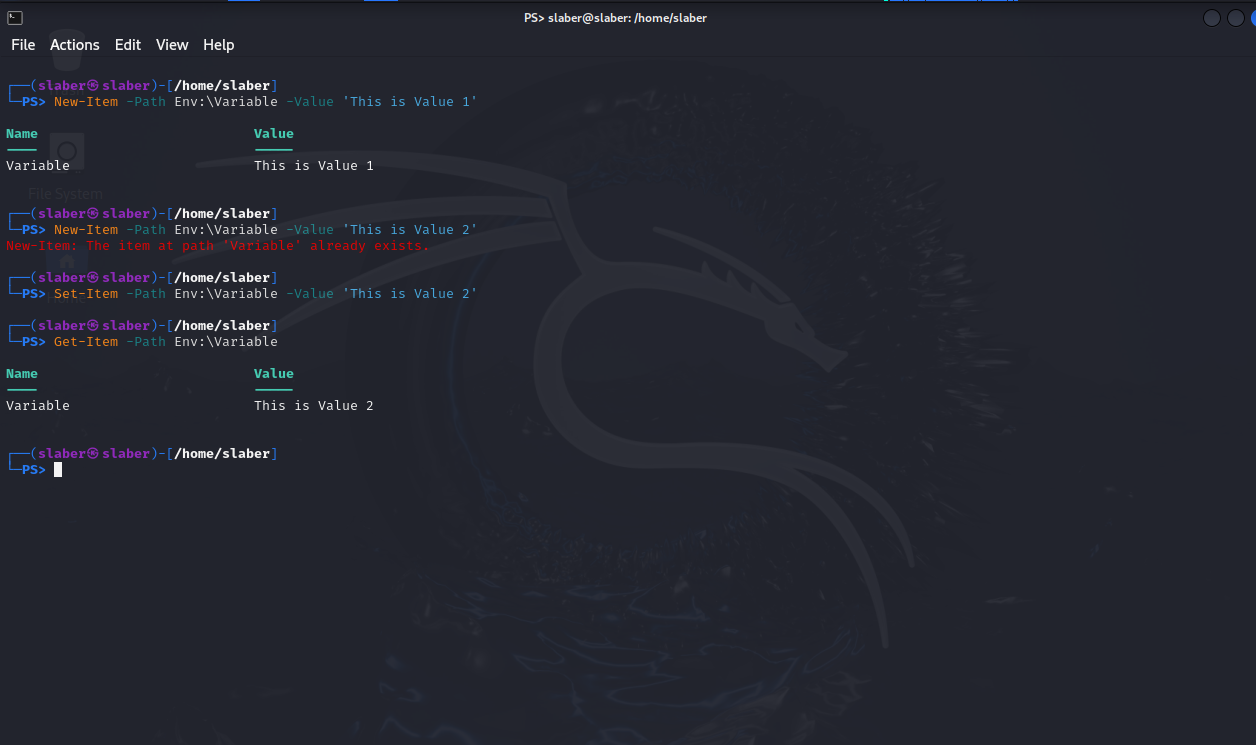 PS> slaber@slaber: /home/slaber
File Actions Edit View Help
┌──(slaber㉿slaber)-[/home/slaber]
└─PS> New-Item -Path Env:\Variable -Value 'This is Value 1'
Name Value
──── ─────
Variable This is Value 1
┌──(slaber㉿slaber)-[/home/slaber]
└─PS> New-Item -Path Env:\Variable -Value 'This is Value 2'
New-Item: The item at path 'Variable' already exists.
┌──(slaber㉿slaber)-[/home/slaber]
└─PS> Set-Item -Path Env:\Variable -Value 'This is Value 2'
┌──(slaber㉿slaber)-[/home/slaber]
└─PS> Get-Item -Path Env:\Variable
Name Value
──── ─────
Variable This is Value 2
┌──(slaber㉿slaber)-[/home/slaber]
└─PS>
File System